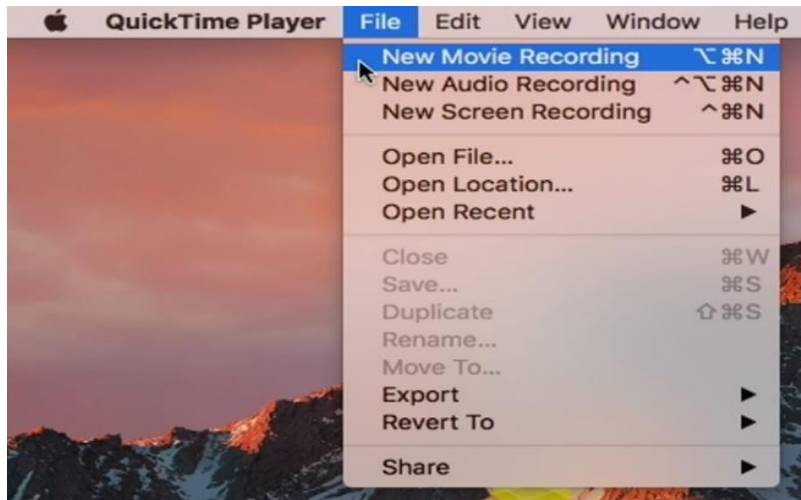 QuickTime Player File Edit View Window Help
New Movie Recording ⌥⌘N
New Audio Recording ^⌥⌘N
New Screen Recording ^⌘N
Open File... ⌘O
Open Location... ⌘L
Open Recent ▶
Close ⌘W
Save... ⌘S
Duplicate ⇧⌘S
Rename...
Move To...
Export ▶
Revert To ▶
Share ▶